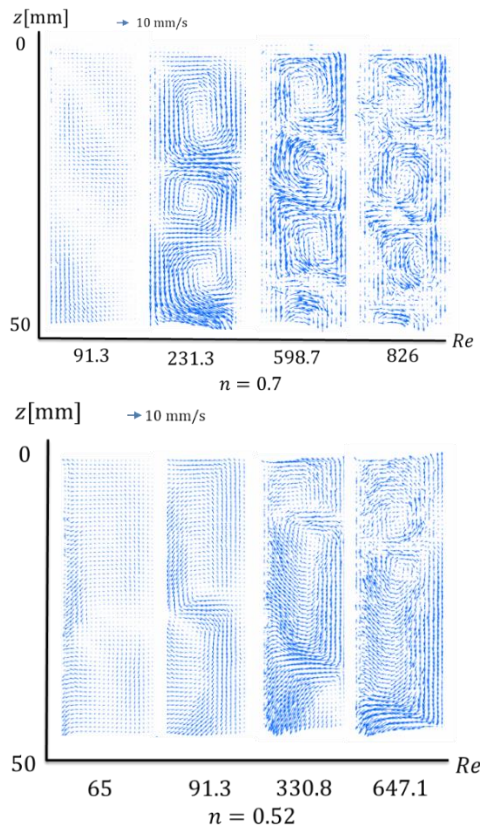 z[mm]
→ 10 mm/s
0
50
91.3 231.3 598.7 826 Re
n = 0.7
z[mm]
→ 10 mm/s
0
50
65 91.3 330.8 647.1 Re
n = 0.52